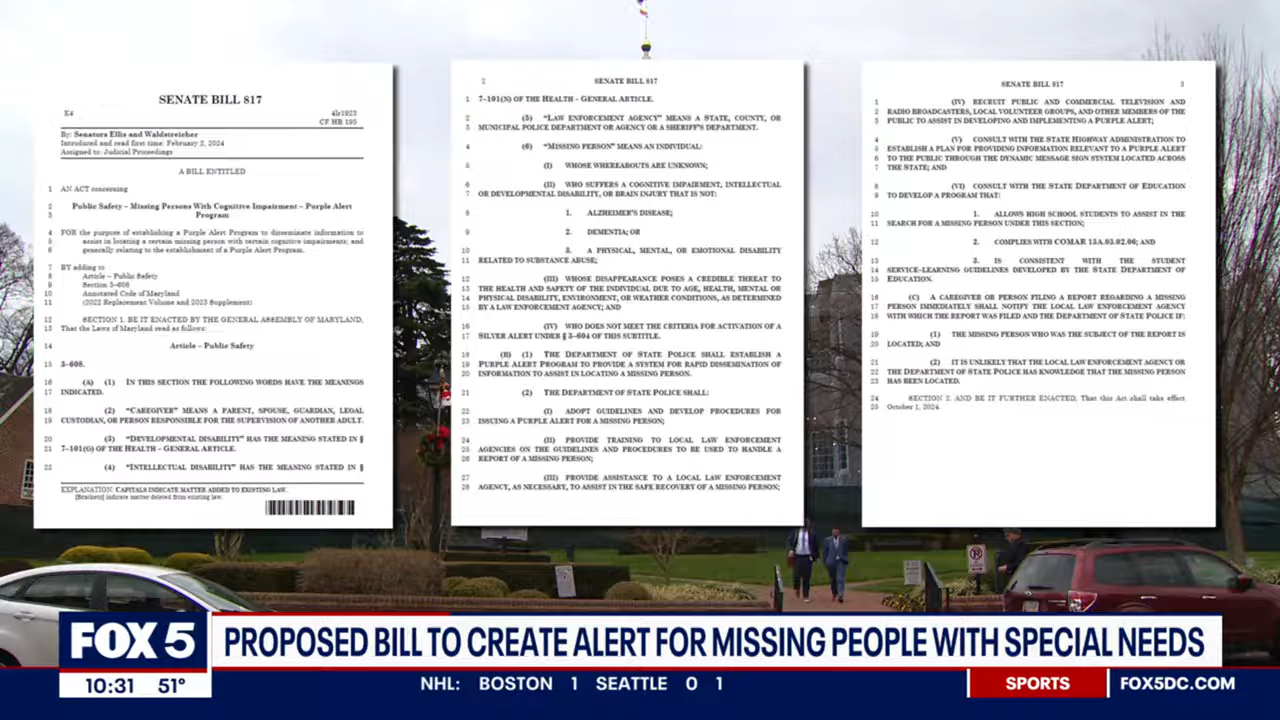 SENATE BILL 817
E4 4lr1923
CF HB 195
By: Senators Ellis and Waldstreicher
Introduced and read first time: February 2, 2024
Assigned to: Judicial Proceedings
A BILL ENTITLED
1 AN ACT concerning
2 Public Safety – Missing Persons With Cognitive Impairment – Purple Alert
3 Program
4 FOR the purpose of establishing a Purple Alert Program to disseminate information to
5 assist in locating a certain missing person with certain cognitive impairments; and
6 generally relating to the establishment of a Purple Alert Program.
7 BY adding to
8 Article – Public Safety
9 Section 3–608
10 Annotated Code of Maryland
11 (2022 Replacement Volume and 2023 Supplement)
12 SECTION 1. BE IT ENACTED BY THE GENERAL ASSEMBLY OF MARYLAND,
13 That the Laws of Maryland read as follows:
14 Article – Public Safety
15 3–608.
16 (A) (1) IN THIS SECTION THE FOLLOWING WORDS HAVE THE MEANINGS
17 INDICATED.
18 (2) “CAREGIVER” MEANS A PARENT, SPOUSE, GUARDIAN, LEGAL
19 CUSTODIAN, OR PERSON RESPONSIBLE FOR THE SUPERVISION OF ANOTHER ADULT.
20 (3) “DEVELOPMENTAL DISABILITY” HAS THE MEANING STATED IN §
21 7–101(G) OF THE HEALTH – GENERAL ARTICLE.
22 (4) “INTELLECTUAL DISABILITY” HAS THE MEANING STATED IN §
EXPLANATION: CAPITALS INDICATE MATTER ADDED TO EXISTING LAW.
[Brackets] indicate matter deleted from existing law.
2 SENATE BILL 817
1 7–101(N) OF THE HEALTH – GENERAL ARTICLE.
2 (5) “LAW ENFORCEMENT AGENCY” MEANS A STATE, COUNTY, OR
3 MUNICIPAL POLICE DEPARTMENT OR AGENCY OR A SHERIFF’S DEPARTMENT.
4 (6) “MISSING PERSON” MEANS AN INDIVIDUAL:
5 (I) WHOSE WHEREABOUTS ARE UNKNOWN;
6 (II) WHO SUFFERS A COGNITIVE IMPAIRMENT, INTELLECTUAL
7 OR DEVELOPMENTAL DISABILITY, OR BRAIN INJURY THAT IS NOT:
8 1. ALZHEIMER’S DISEASE;
9 2. DEMENTIA; OR
10 3. A PHYSICAL, MENTAL, OR EMOTIONAL DISABILITY
11 RELATED TO SUBSTANCE ABUSE;
12 (III) WHOSE DISAPPEARANCE POSES A CREDIBLE THREAT TO
13 THE HEALTH AND SAFETY OF THE INDIVIDUAL DUE TO AGE, HEALTH, MENTAL OR
14 PHYSICAL DISABILITY, ENVIRONMENT, OR WEATHER CONDITIONS, AS DETERMINED
15 BY A LAW ENFORCEMENT AGENCY; AND
16 (IV) WHO DOES NOT MEET THE CRITERIA FOR ACTIVATION OF A
17 SILVER ALERT UNDER § 3–604 OF THIS SUBTITLE.
18 (B) (1) THE DEPARTMENT OF STATE POLICE SHALL ESTABLISH A
19 PURPLE ALERT PROGRAM TO PROVIDE A SYSTEM FOR RAPID DISSEMINATION OF
20 INFORMATION TO ASSIST IN LOCATING A MISSING PERSON.
21 (2) THE DEPARTMENT OF STATE POLICE SHALL:
22 (I) ADOPT GUIDELINES AND DEVELOP PROCEDURES FOR
23 ISSUING A PURPLE ALERT FOR A MISSING PERSON;
24 (II) PROVIDE TRAINING TO LOCAL LAW ENFORCEMENT
25 AGENCIES ON THE GUIDELINES AND PROCEDURES TO BE USED TO HANDLE A
26 REPORT OF A MISSING PERSON;
27 (III) PROVIDE ASSISTANCE TO A LOCAL LAW ENFORCEMENT
28 AGENCY, AS NECESSARY, TO ASSIST IN THE SAFE RECOVERY OF A MISSING PERSON;
SENATE BILL 817 3
1 (IV) RECRUIT PUBLIC AND COMMERCIAL TELEVISION AND
2 RADIO BROADCASTERS, LOCAL VOLUNTEER GROUPS, AND OTHER MEMBERS OF THE
3 PUBLIC TO ASSIST IN DEVELOPING AND IMPLEMENTING A PURPLE ALERT;
4 (V) CONSULT WITH THE STATE HIGHWAY ADMINISTRATION TO
5 ESTABLISH A PLAN FOR PROVIDING INFORMATION RELEVANT TO A PURPLE ALERT
6 TO THE PUBLIC THROUGH THE DYNAMIC MESSAGE SIGN SYSTEM LOCATED ACROSS
7 THE STATE; AND
8 (VI) CONSULT WITH THE STATE DEPARTMENT OF EDUCATION
9 TO DEVELOP A PROGRAM THAT:
10 1. ALLOWS HIGH SCHOOL STUDENTS TO ASSIST IN THE
11 SEARCH FOR A MISSING PERSON UNDER THIS SECTION;
12 2. COMPLIES WITH COMAR 13A.03.02.06; AND
13 3. IS CONSISTENT WITH THE STUDENT
14 SERVICE–LEARNING GUIDELINES DEVELOPED BY THE STATE DEPARTMENT OF
15 EDUCATION.
16 (C) A CAREGIVER OR PERSON FILING A REPORT REGARDING A MISSING
17 PERSON IMMEDIATELY SHALL NOTIFY THE LOCAL LAW ENFORCEMENT AGENCY
18 WITH WHICH THE REPORT WAS FILED AND THE DEPARTMENT OF STATE POLICE IF:
19 (1) THE MISSING PERSON WHO WAS THE SUBJECT OF THE REPORT IS
20 LOCATED; AND
21 (2) IT IS UNLIKELY THAT THE LOCAL LAW ENFORCEMENT AGENCY OR
22 THE DEPARTMENT OF STATE POLICE HAS KNOWLEDGE THAT THE MISSING PERSON
23 HAS BEEN LOCATED.
24 SECTION 2. AND BE IT FURTHER ENACTED, That this Act shall take effect
25 October 1, 2024.
FOX 5
PROPOSED BILL TO CREATE ALERT FOR MISSING PEOPLE WITH SPECIAL NEEDS
10:31 51°
NHL: BOSTON 1 SEATTLE 0 1
SPORTS
FOX5DC.COM